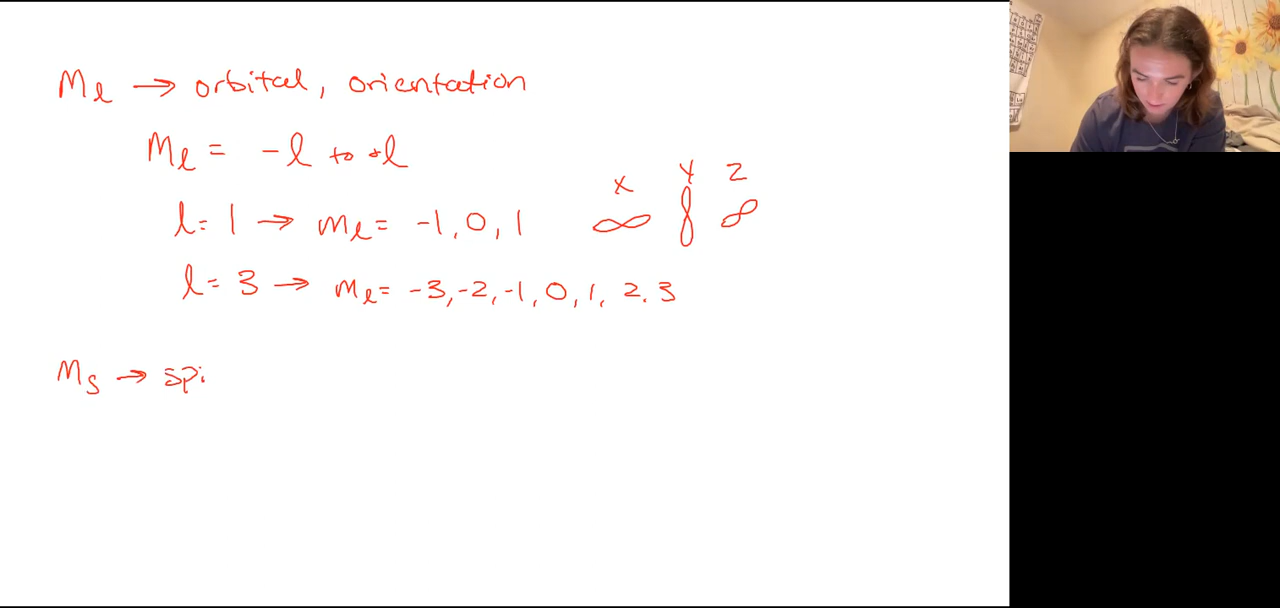 Mℓ → orbital, orientation
Mℓ = -ℓ to +ℓ
x y z
ℓ = 1 → mℓ = -1, 0, 1
ℓ = 3 → mℓ = -3, -2, -1, 0, 1, 2, 3
Ms → spi